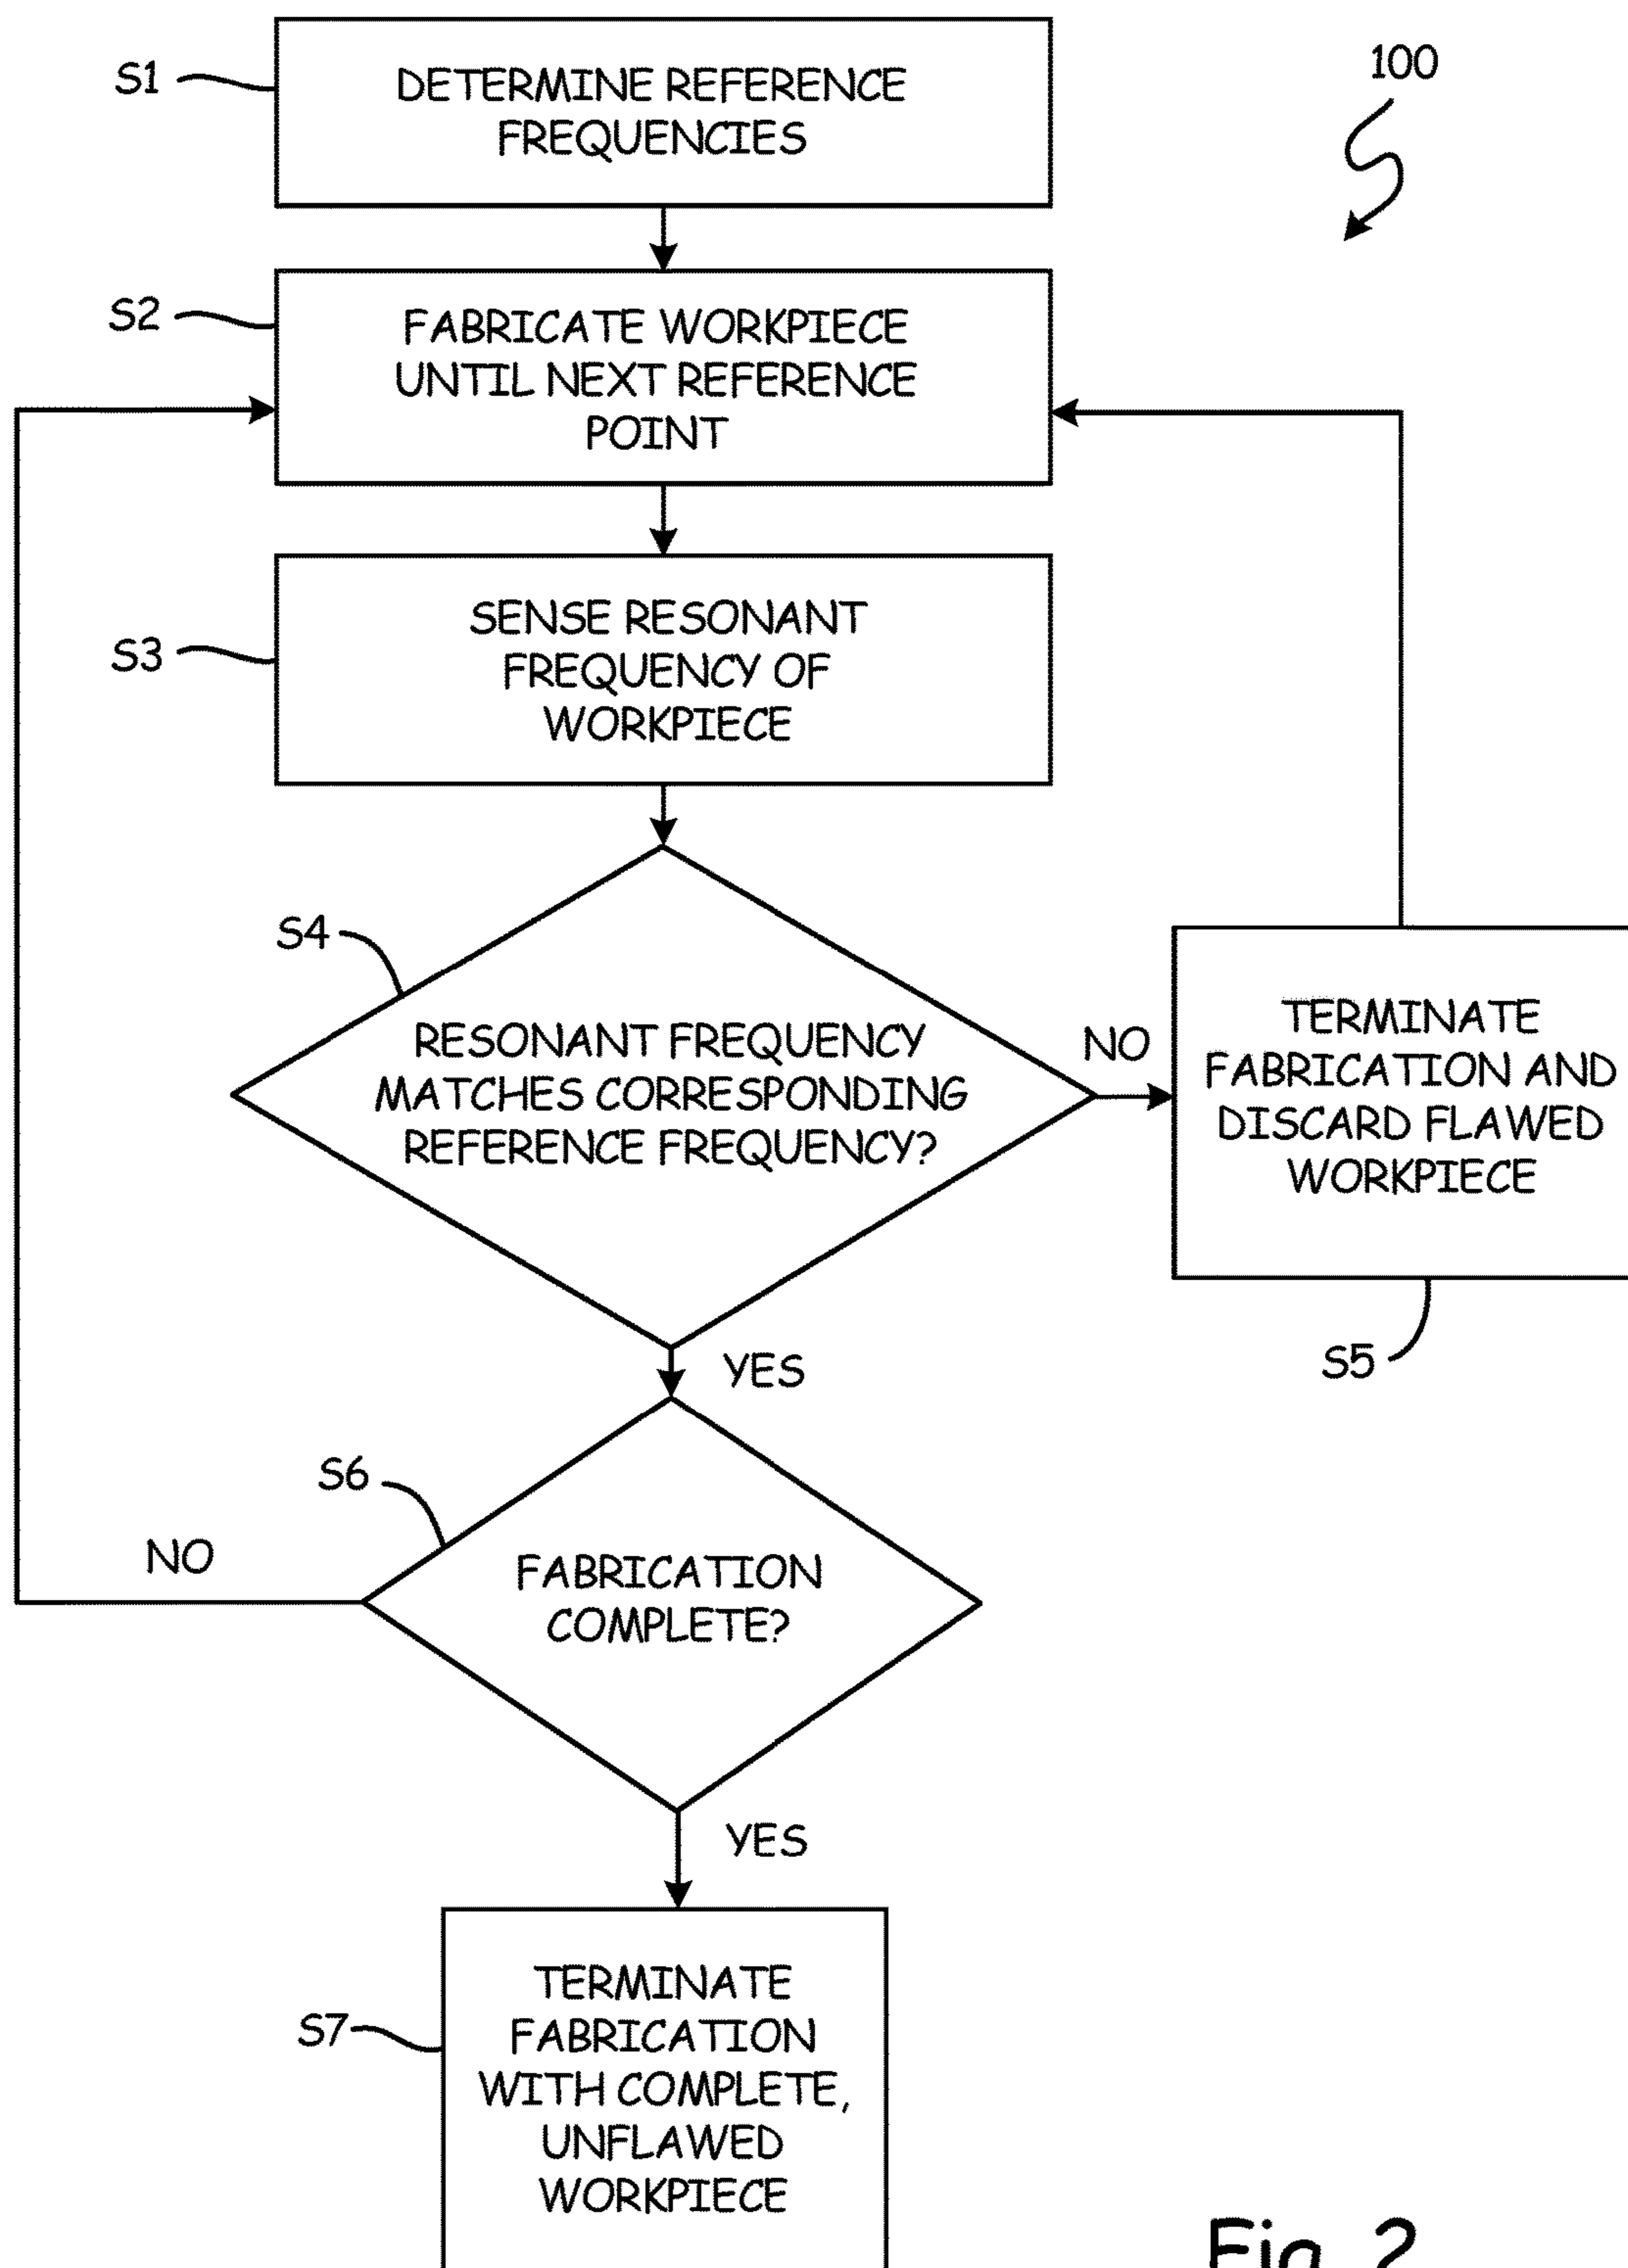 S1
DETERMINE REFERENCE
FREQUENCIES
100
S2
FABRICATE WORKPIECE
UNTIL NEXT REFERENCE
POINT
S3
SENSE RESONANT
FREQUENCY OF
WORKPIECE
S4
RESONANT FREQUENCY
MATCHES CORRESPONDING
REFERENCE FREQUENCY?
NO
TERMINATE
FABRICATION AND
DISCARD FLAWED
WORKPIECE
S5
YES
S6
FABRICATION
COMPLETE?
NO
YES
S7
TERMINATE
FABRICATION
WITH COMPLETE,
UNFLAWED
WORKPIECE
Fig. 2